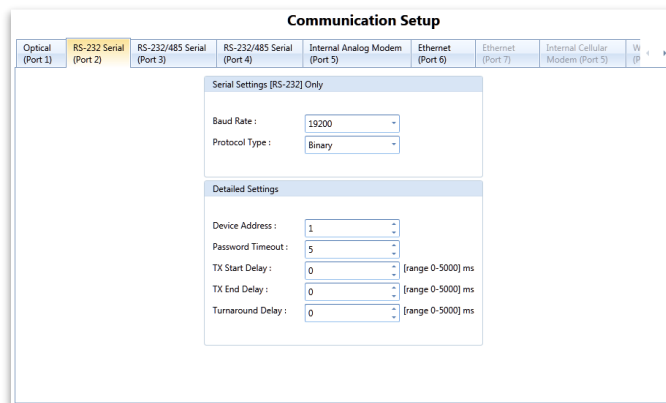 Communication Setup
Optical (Port 1)
RS-232 Serial (Port 2)
RS-232/485 Serial (Port 3)
RS-232/485 Serial (Port 4)
Internal Analog Modem (Port 5)
Ethernet (Port 6)
Ethernet (Port 7)
Internal Cellular Modem (Port 5)
Serial Settings [RS-232] Only
Baud Rate : 19200
Protocol Type : Binary
Detailed Settings
Device Address : 1
Password Timeout : 5
TX Start Delay : 0 [range 0-5000] ms
TX End Delay : 0 [range 0-5000] ms
Turnaround Delay : 0 [range 0-5000] ms